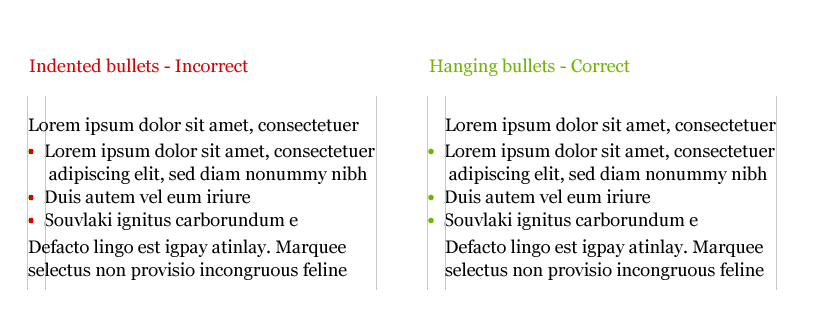 Indented bullets - Incorrect
Lorem ipsum dolor sit amet, consectetuer
• Lorem ipsum dolor sit amet, consectetuer
adipiscing elit, sed diam nonummy nibh
• Duis autem vel eum iriure
• Souvlaki ignitus carborundum e
Defacto lingo est igpay atinlay. Marquee
selectus non provisio incongruous feline
Hanging bullets - Correct
Lorem ipsum dolor sit amet, consectetuer
• Lorem ipsum dolor sit amet, consectetuer
adipiscing elit, sed diam nonummy nibh
• Duis autem vel eum iriure
• Souvlaki ignitus carborundum e
Defacto lingo est igpay atinlay. Marquee
selectus non provisio incongruous feline